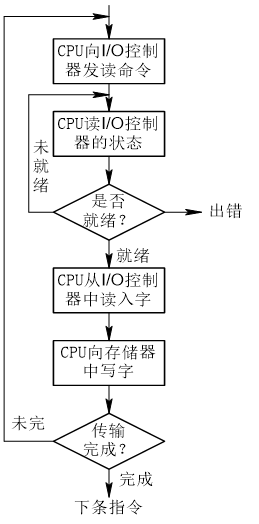 CPU向I/O控制
器发读命令
CPU读I/O控制
器的状态
未
就
绪
是否
就绪?
出错
就绪
CPU从I/O控制
器中读入字
CPU向存储器
中写字
未完
传输
完成?
完成
下条指令